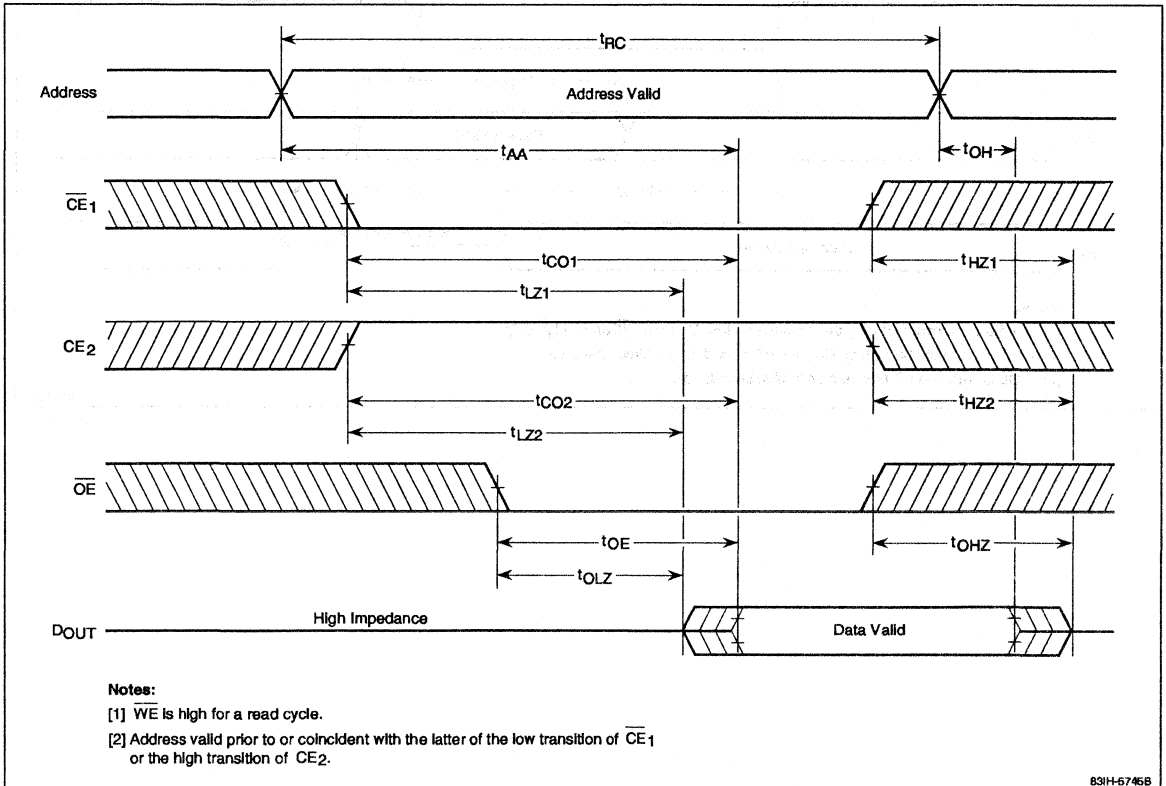 tRC
Address
Address Valid
tAA
tOH
CE1
tCO1
tHZ1
tLZ1
CE2
tCO2
tHZ2
tLZ2
OE
tOE
tOHZ
tOLZ
DOUT
High Impedance
Data Valid
Notes:
[1] WE is high for a read cycle.
[2] Address valid prior to or coincident with the latter of the low transition of CE1
or the high transition of CE2.
83IH-6746B